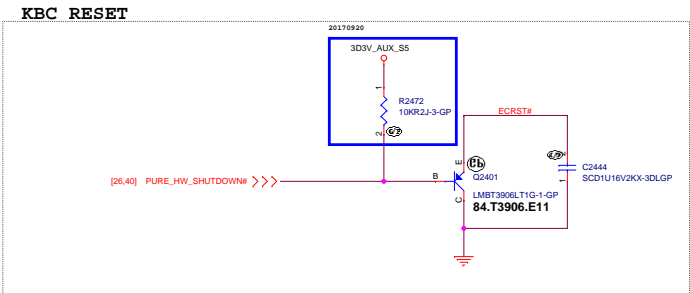 KBC RESET
20170920
3D3V_AUX_S5
1
R2472
10KR2J-3-GP
2
ECRST#
E
Q2401
C2444
SCD1U16V2KX-3DLGP
1
[26,40] PURE_HW_SHUTDOWN#
B
LMBT3906LT1G-1-GP
84.T3906.E11
C